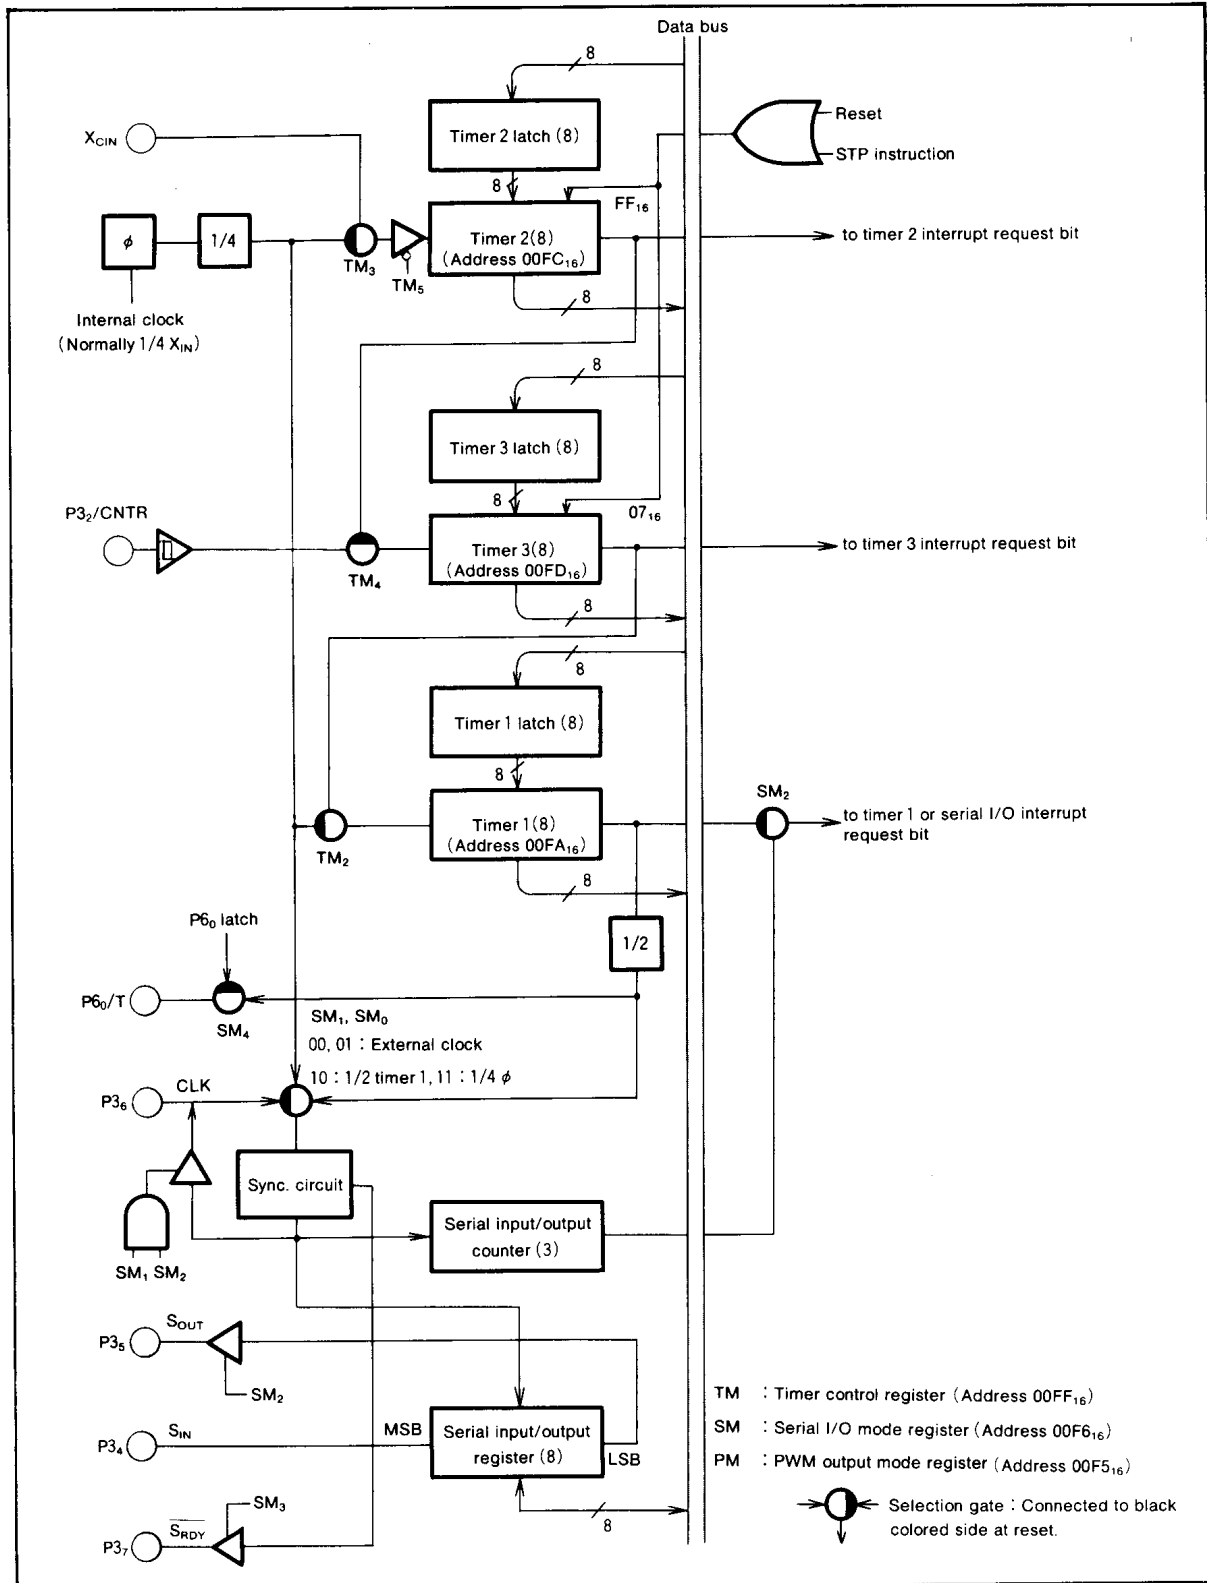 Data bus
8
Timer 2 latch (8)
Reset
STP instruction
X_CIN
8
FF₁₆
φ
1/4
TM₃
TM₅
Timer 2(8)
(Address 00FC₁₆)
to timer 2 interrupt request bit
8
Internal clock
(Normally 1/4 X_IN)
8
Timer 3 latch (8)
8
07₁₆
P3₂/CNTR
TM₄
Timer 3(8)
(Address 00FD₁₆)
to timer 3 interrupt request bit
8
8
Timer 1 latch (8)
8
SM₂
TM₂
Timer 1(8)
(Address 00FA₁₆)
to timer 1 or serial I/O interrupt
request bit
8
P6₀ latch
1/2
P6₀/T
SM₄
SM₁, SM₀
00, 01 : External clock
10 : 1/2 timer 1, 11 : 1/4 φ
P3₆
CLK
Sync. circuit
Serial input/output
counter (3)
SM₁ SM₂
P3₅
S_OUT
SM₂
P3₄
S_IN
MSB
Serial input/output
register (8)
LSB
8
SM₃
P3₇
S̅_R̅D̅Y̅
TM : Timer control register (Address 00FF₁₆)
SM : Serial I/O mode register (Address 00F6₁₆)
PM : PWM output mode register (Address 00F5₁₆)
Selection gate : Connected to black
colored side at reset.